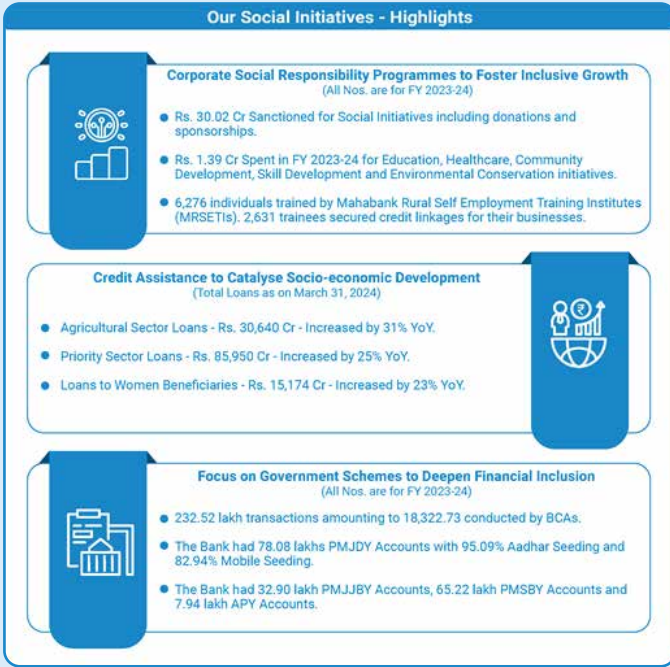 Our Social Initiatives - Highlights
Corporate Social Responsibility Programmes to Foster Inclusive Growth
(All Nos. are for FY 2023-24)
● Rs. 30.02 Cr Sanctioned for Social Initiatives including donations and
sponsorships.
● Rs. 1.39 Cr Spent in FY 2023-24 for Education, Healthcare, Community
Development, Skill Development and Environmental Conservation initiatives.
● 6,276 individuals trained by Mahabank Rural Self Employment Training Institutes
(MRSETIs). 2,631 trainees secured credit linkages for their businesses.
Credit Assistance to Catalyse Socio-economic Development
(Total Loans as on March 31, 2024)
● Agricultural Sector Loans - Rs. 30,640 Cr - Increased by 31% YoY.
● Priority Sector Loans - Rs. 85,950 Cr - Increased by 25% YoY.
● Loans to Women Beneficiaries - Rs. 15,174 Cr - Increased by 23% YoY.
₹
Focus on Government Schemes to Deepen Financial Inclusion
(All Nos. are for FY 2023-24)
● 232.52 lakh transactions amounting to 18,322.73 conducted by BCAs.
● The Bank had 78.08 lakhs PMJDY Accounts with 95.09% Aadhar Seeding and
82.94% Mobile Seeding.
● The Bank had 32.90 lakh PMJJBY Accounts, 65.22 lakh PMSBY Accounts and
7.94 lakh APY Accounts.